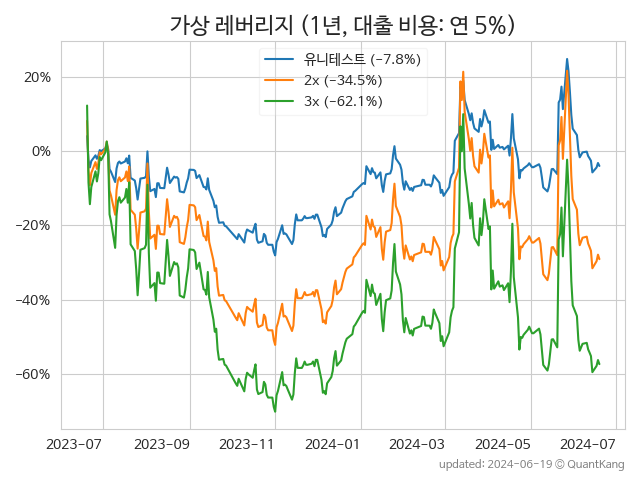 가상 레버리지 (1년, 대출 비용: 연 5%)
유니테스트 (−7.8%)
2x (−34.5%)
3x (−62.1%)
20%
0%
−20%
−40%
−60%
2023-07 2023-09 2023-11 2024-01 2024-03 2024-05 2024-07
updated: 2024-06-19 ⓒ QuantKang